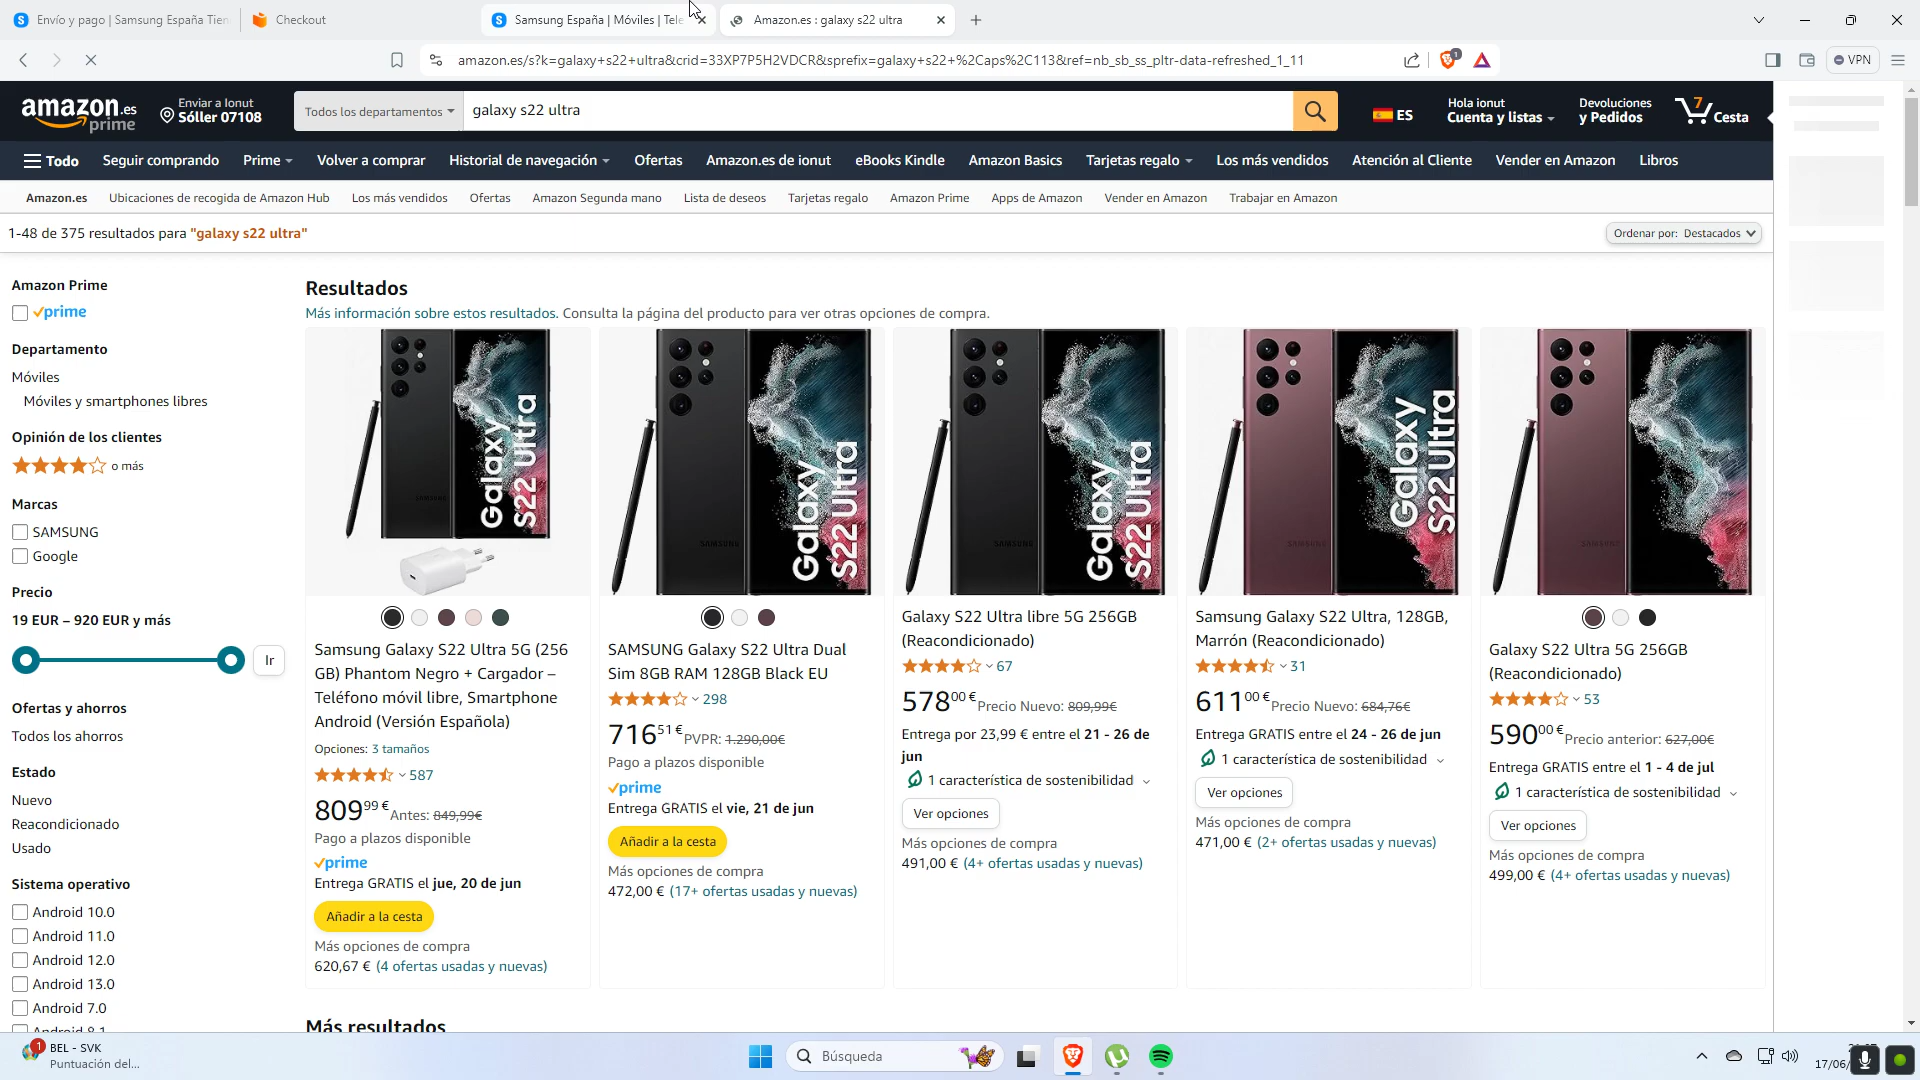 Envío y pago | Samsung España Tien
Checkout
Samsung España | Móviles | Tele
Amazon.es : galaxy s22 ultra
amazon.es/s?k=galaxy+s22+ultra&crid=33XP7P5H2VDCR&sprefix=galaxy+s22+%2Caps%2C113&ref=nb_sb_ss_pltr-data-refreshed_1_11
1
VPN
amazon.es
prime
Enviar a Ionut
Sóller 07108
Todos los departamentos
galaxy s22 ultra
ES
Hola ionut
Cuenta y listas
Devoluciones
y Pedidos
7
Cesta
Todo
Seguir comprando
Prime
Volver a comprar
Historial de navegación
Ofertas
Amazon.es de ionut
eBooks Kindle
Amazon Basics
Tarjetas regalo
Los más vendidos
Atención al Cliente
Vender en Amazon
Libros
Amazon.es
Ubicaciones de recogida de Amazon Hub
Los más vendidos
Ofertas
Amazon Segunda mano
Lista de deseos
Tarjetas regalo
Amazon Prime
Apps de Amazon
Vender en Amazon
Trabajar en Amazon
1-48 de 375 resultados para "galaxy s22 ultra"
Ordenar por: Destacados
Amazon Prime
prime
Departamento
Móviles
Móviles y smartphones libres
Opinión de los clientes
o más
Marcas
SAMSUNG
Google
Precio
19 EUR – 920 EUR y más
Ir
Ofertas y ahorros
Todos los ahorros
Estado
Nuevo
Reacondicionado
Usado
Sistema operativo
Android 10.0
Android 11.0
Android 12.0
Android 13.0
Android 7.0
Android 8.1
Resultados
Más información sobre estos resultados. Consulta la página del producto para ver otras opciones de compra.
SAMSUNG
Galaxy
S22 Ultra
Samsung Galaxy S22 Ultra 5G (256
GB) Phantom Negro + Cargador –
Teléfono móvil libre, Smartphone
Android (Versión Española)
Opciones: 3 tamaños
587
809,99 € Antes: 849,99€
Pago a plazos disponible
prime
Entrega GRATIS el jue, 20 de jun
Añadir a la cesta
Más opciones de compra
620,67 € (4 ofertas usadas y nuevas)
SAMSUNG
Galaxy
S22 Ultra
SAMSUNG Galaxy S22 Ultra Dual
Sim 8GB RAM 128GB Black EU
298
716,51 € PVPR: 1.290,00€
Pago a plazos disponible
prime
Entrega GRATIS el vie, 21 de jun
Añadir a la cesta
Más opciones de compra
472,00 € (17+ ofertas usadas y nuevas)
SAMSUNG
Galaxy
S22 Ultra
Galaxy S22 Ultra libre 5G 256GB
(Reacondicionado)
67
578,00 € Precio Nuevo: 809,99€
Entrega por 23,99 € entre el 21 - 26 de
jun
1 característica de sostenibilidad
Ver opciones
Más opciones de compra
491,00 € (4+ ofertas usadas y nuevas)
SAMSUNG
Galaxy
S22 Ultra
Samsung Galaxy S22 Ultra, 128GB,
Marrón (Reacondicionado)
31
611,00 € Precio Nuevo: 684,76€
Entrega GRATIS entre el 24 - 26 de jun
1 característica de sostenibilidad
Ver opciones
Más opciones de compra
471,00 € (2+ ofertas usadas y nuevas)
SAMSUNG
Galaxy S22 Ultra 5G 256GB
(Reacondicionado)
53
590,00 € Precio anterior: 627,00€
Entrega GRATIS entre el 1 - 4 de jul
1 característica de sostenibilidad
Ver opciones
Más opciones de compra
499,00 € (4+ ofertas usadas y nuevas)
Más resultados
1
BEL - SVK
Puntuación del...
Búsqueda
17/06/